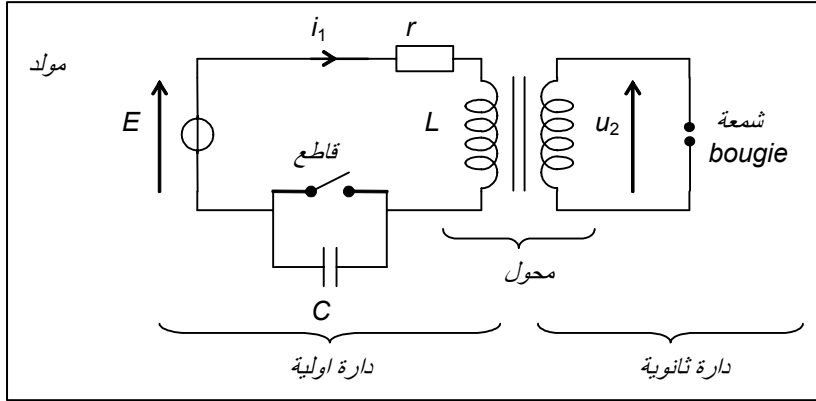 مولد
i1
r
E
L
u2
شمعة
bougie
قاطع
C
محول
دارة اولية
دارة ثانوية